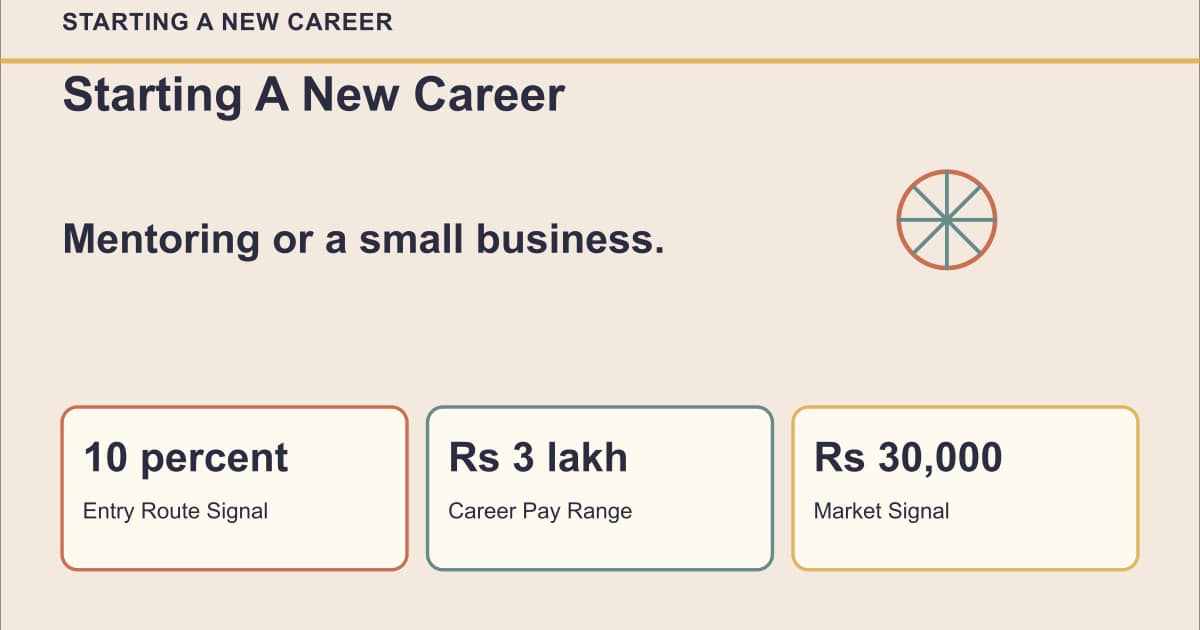 STARTING A NEW CAREER
Starting A New Career
Mentoring or a small business.
10 percent
Entry Route Signal
Rs 3 lakh
Career Pay Range
Rs 30,000
Market Signal